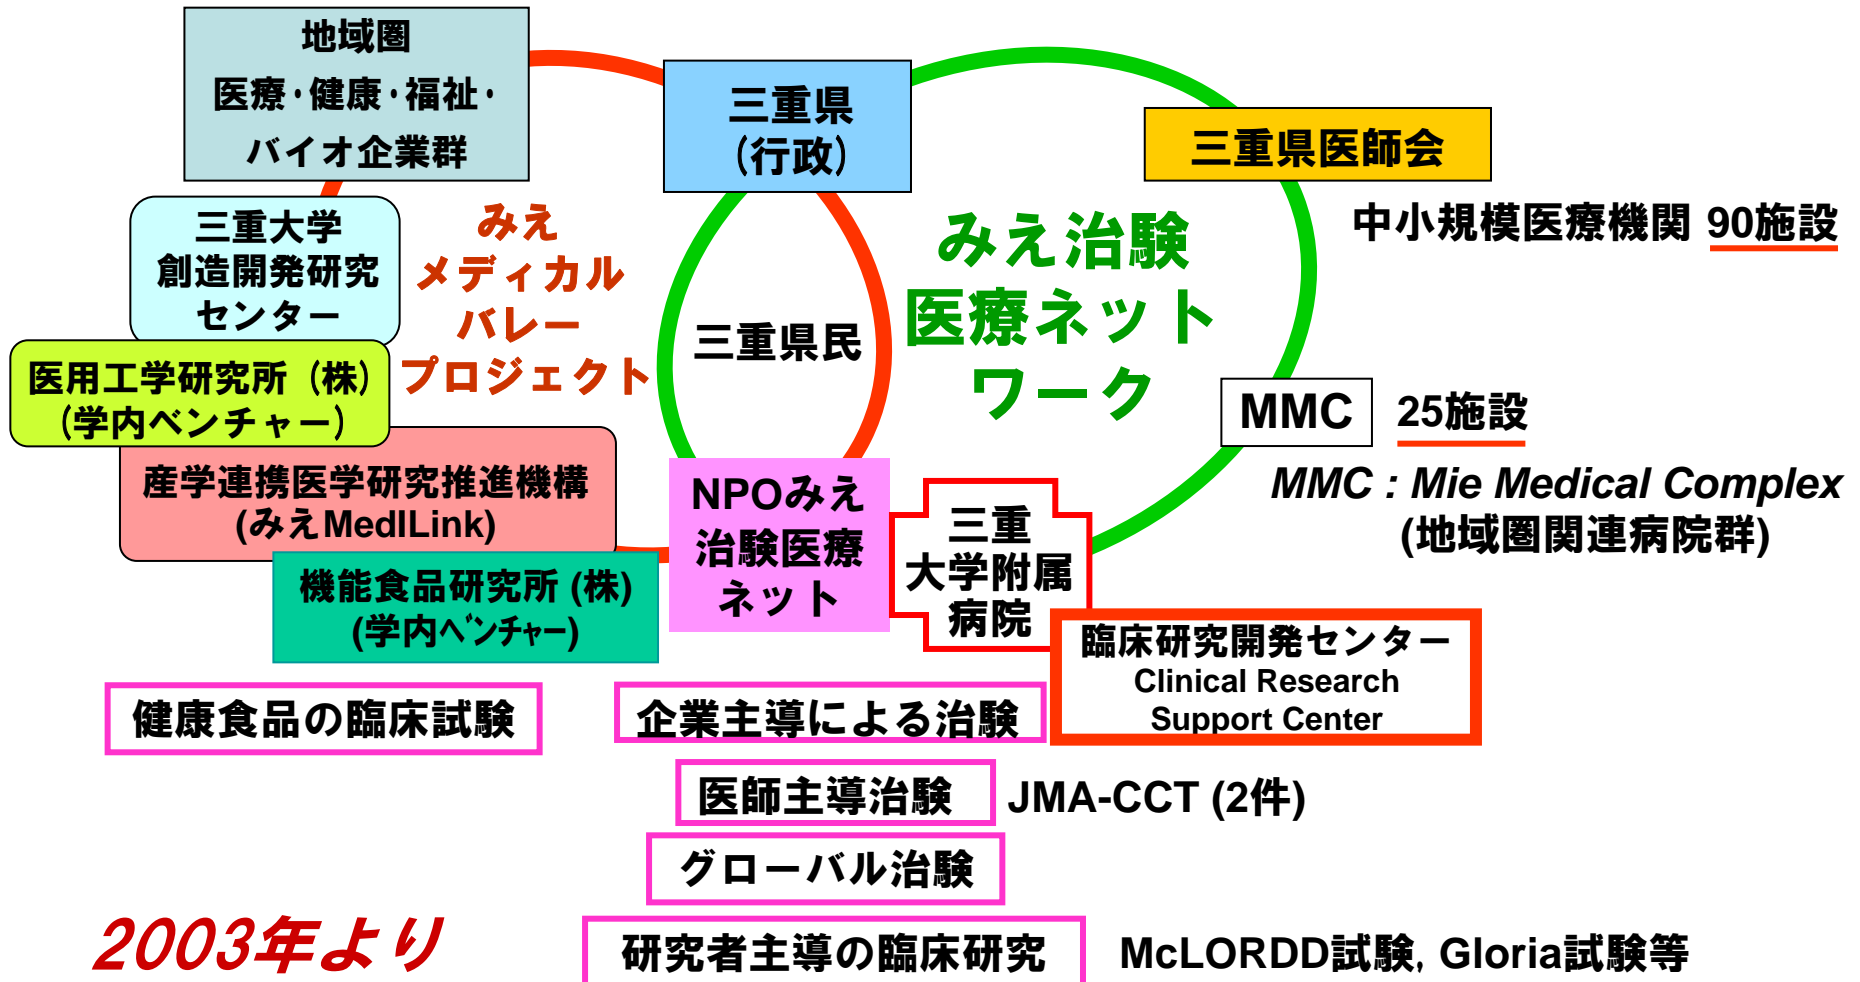 地域圏
医療・健康・福祉・
バイオ企業群
三重県
(行政)
三重県医師会
中小規模医療機関 90施設
三重大学
創造開発研究
センター
みえ
メディカル
バレー
プロジェクト
三重県民
みえ治験
医療ネット
ワーク
医用工学研究所 (株)
(学内ベンチャー)
MMC
25施設
MMC : Mie Medical Complex
(地域圏関連病院群)
産学連携医学研究推進機構
(みえMedILink)
NPOみえ
治験医療
ネット
三重
大学附属
病院
機能食品研究所 (株)
(学内ベンチャー)
臨床研究開発センター
Clinical Research
Support Center
健康食品の臨床試験
企業主導による治験
医師主導治験
JMA-CCT (2件)
グローバル治験
2003年より
研究者主導の臨床研究
McLORDD試験, Gloria試験等